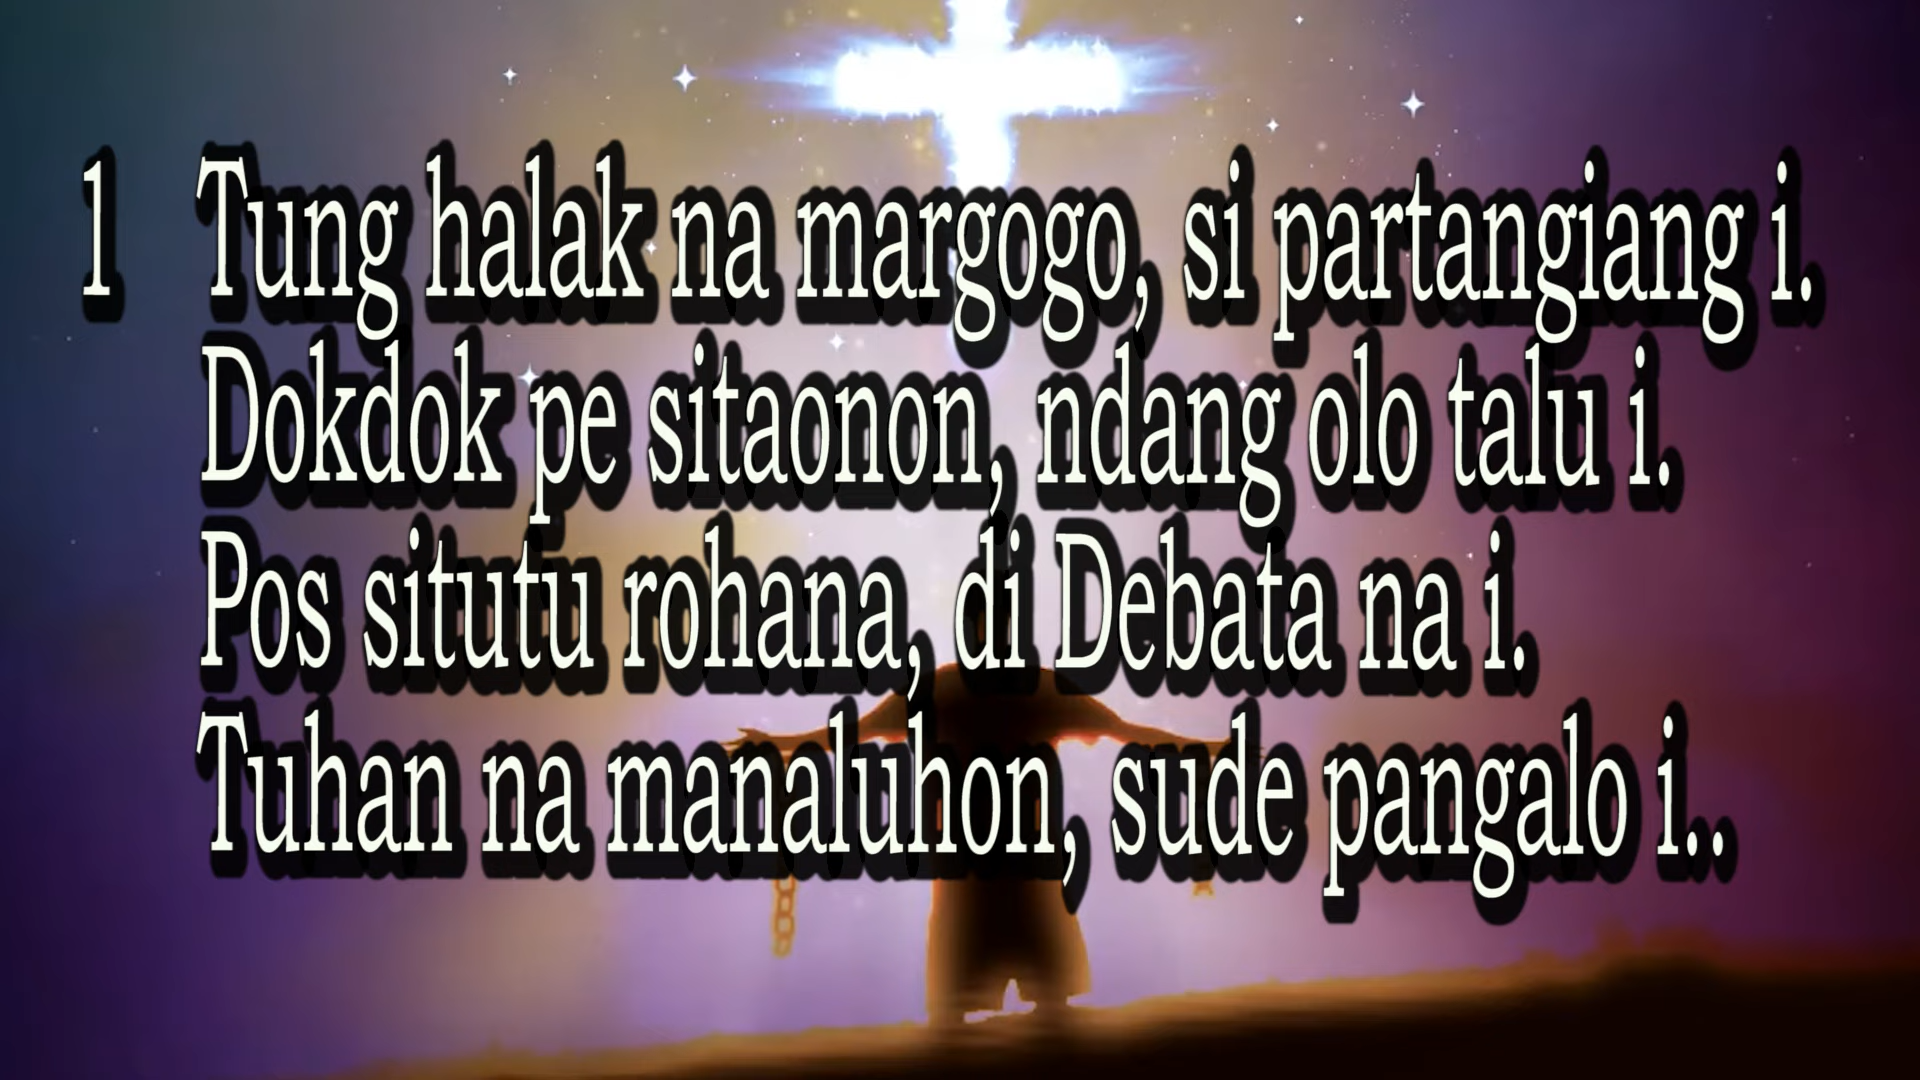 1 Tung halak na margogo, si partangiang i.
Dokdok pe sitaonon, ndang olo talu i.
Pos situtu rohana, di Debata na i.
Tuhan na manaluhon, sude pangalo i..